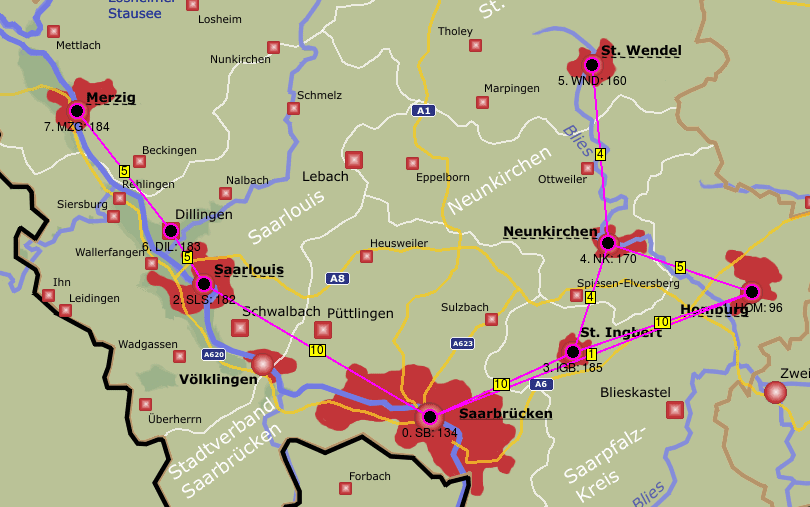 Losheimer
Stausee
Losheim
Mettlach
Nunkirchen
Tholey
St.
St. Wendel
5. WND: 160
Merzig
7. MZG: 184
Schmelz
Marpingen
A1
Blies
4
Beckingen
5
Rehlingen
Siersburg
Nalbach
Lebach
Eppelborn
Ottweiler
Neunkirchen
Dillingen
6. DIL: 183
Saarlouis
Wallerfangen
5
Heusweiler
Neunkirchen
4. NK: 170
5
Saarlouis
2. SLS: 182
A8
Spiesen-Elversberg
4
Ihn
Leidingen
Homburg
HOM: 96
Schwalbach
Püttlingen
Sulzbach
10
St. Ingbert
1
3. IGB: 185
Wadgassen
A620
10
A623
Völklingen
10
A6
Zwei
Blieskastel
Überherrn
Saarbrücken
0. SB: 134
Stadtverband
Saarbrücken
Saarpfalz-
Kreis
Forbach
Blies